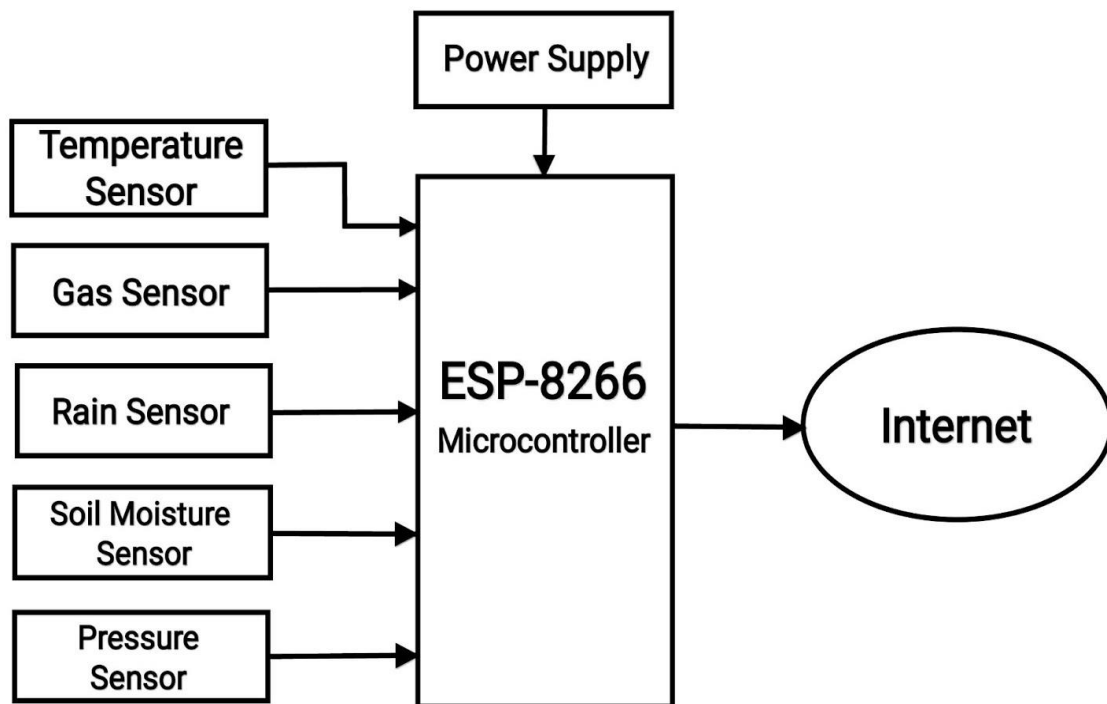 Power Supply
Temperature
Sensor
Gas Sensor
Rain Sensor
Soil Moisture
Sensor
Pressure
Sensor
ESP-8266
Microcontroller
Internet